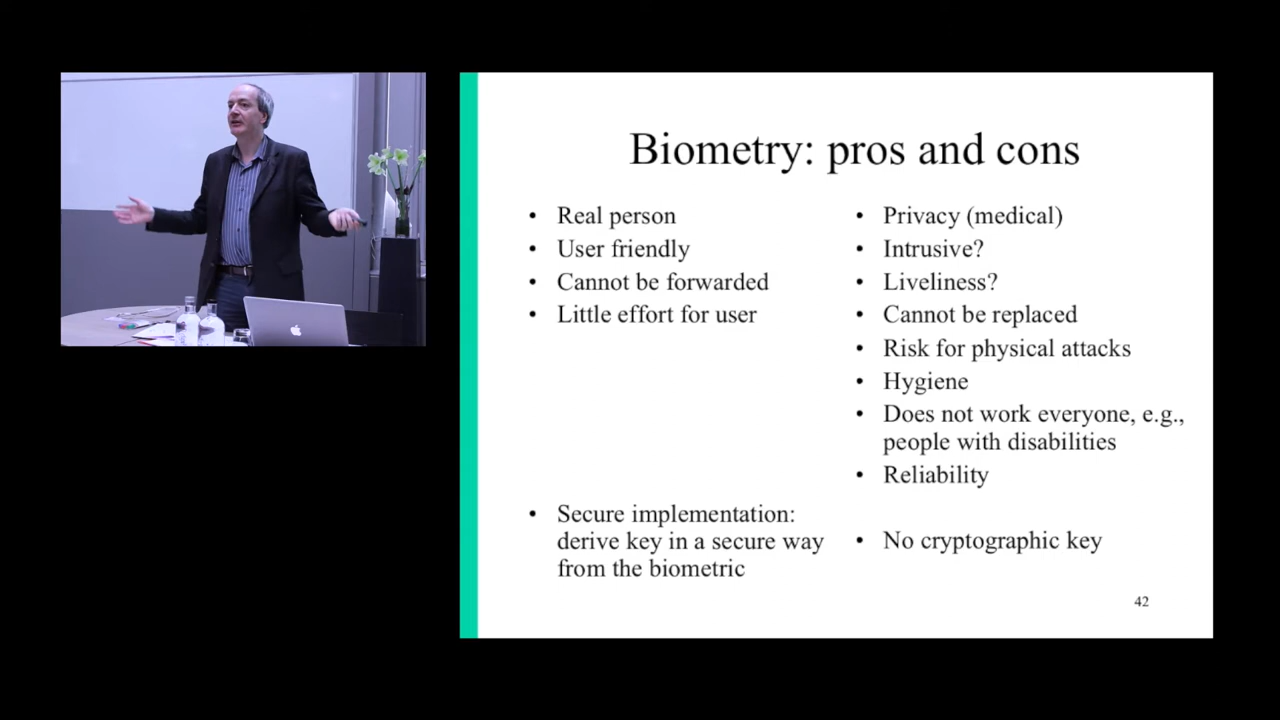 Biometry: pros and cons
• Real person
• User friendly
• Cannot be forwarded
• Little effort for user
• Secure implementation:
derive key in a secure way
from the biometric
• Privacy (medical)
• Intrusive?
• Liveliness?
• Cannot be replaced
• Risk for physical attacks
• Hygiene
• Does not work everyone, e.g.,
people with disabilities
• Reliability
• No cryptographic key
42